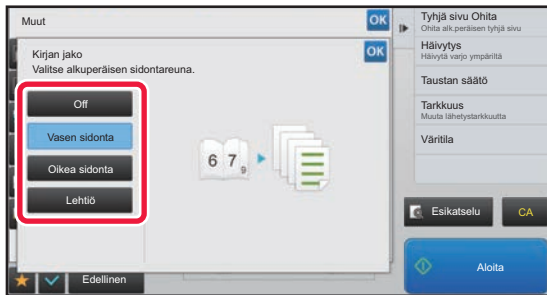 Muut
OK
Kirjan jako
Valitse alkuperäisen sidontareuna.
OK
Off
Vasen sidonta
Oikea sidonta
Lehtiö
6 7 9
Edellinen
Tyhjä sivu Ohita
Ohita alk.peräisen tyhjä sivu
Häivytys
Häivytä varjo ympäriltä
Taustan säätö
Tarkkuus
Muuta lähetystarkkuutta
Väritila
Esikatselu
CA
Aloita